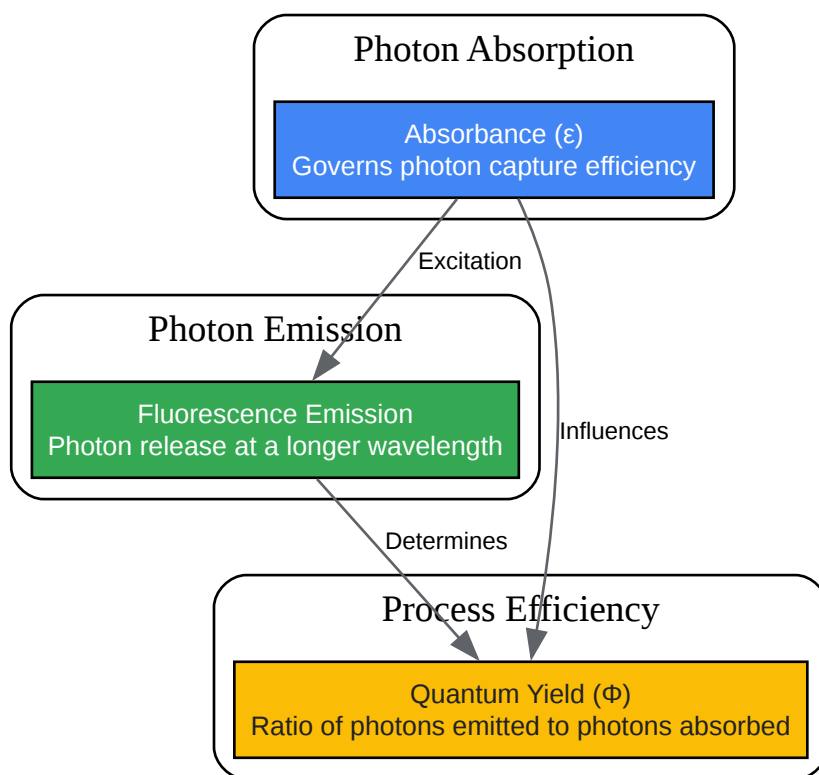 Photon Absorption
Absorbance (ε)
Governs photon capture efficiency
Excitation
Photon Emission
Fluorescence Emission
Photon release at a longer wavelength
Influences
Determines
Process Efficiency
Quantum Yield (Φ)
Ratio of photons emitted to photons absorbed